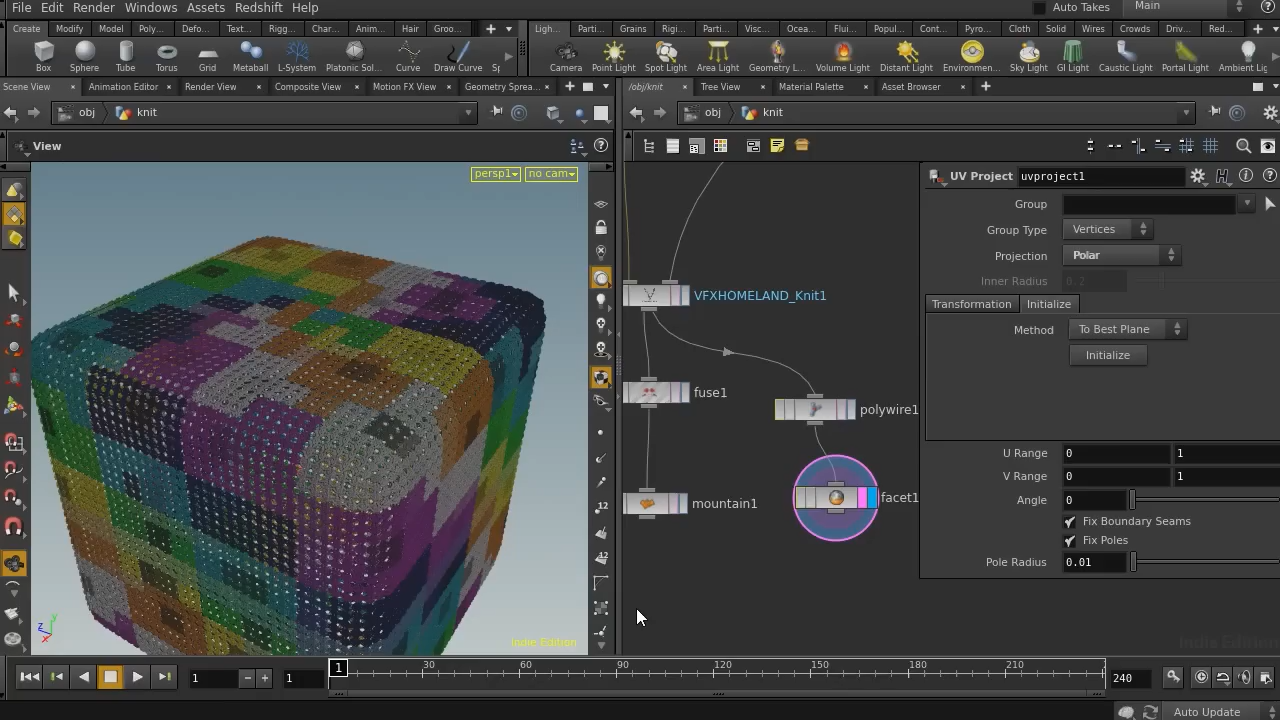 File Edit Render Windows Assets Redshift Help Auto Takes Main
Create Modify Model Poly... Defo... Text... Rigg... Char... Anim... Hair Groo... Ligh... Parti... Grains Rigi... Parti... Visc... Ocea... Flui... Popul... Cont... Pyro... Cloth Solid Wires Crowds Driv... Red...
Box Sphere Tube Torus Grid Metaball L-System Platonic Sol... Curve Draw Curve Camera Point Light Spot Light Area Light Geometry L... Volume Light Distant Light Environmen... Sky Light GI Light Caustic Light Portal Light Ambient Lig
Scene View Animation Editor Render View Composite View Motion FX View Geometry Sprea... /obj/knit Tree View Material Palette Asset Browser
obj knit obj knit
View
persp1 no cam
UV Project uvproject1
Group
Group Type Vertices
Projection Polar
Inner Radius 0.2
Transformation Initialize
Method To Best Plane
Initialize
VFXHOMELAND_Knit1
fuse1
polywire1
mountain1
facet1
U Range 0 1
V Range 0 1
Angle 0
Fix Boundary Seams
Fix Poles
Pole Radius 0.01
12
12
z y x
Indie Edition
Indie Edition
1 1 1 30 60 90 120 150 180 210 240
Auto Update